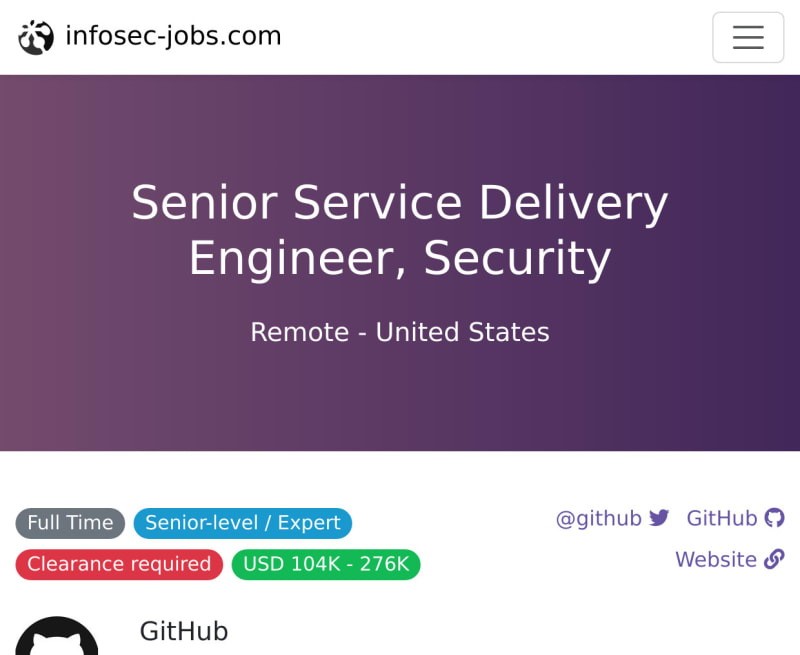 infosec-jobs.com
Senior Service Delivery
Engineer, Security
Remote - United States
Full Time
Senior-level / Expert
@github
GitHub
Clearance required
USD 104K - 276K
Website
GitHub